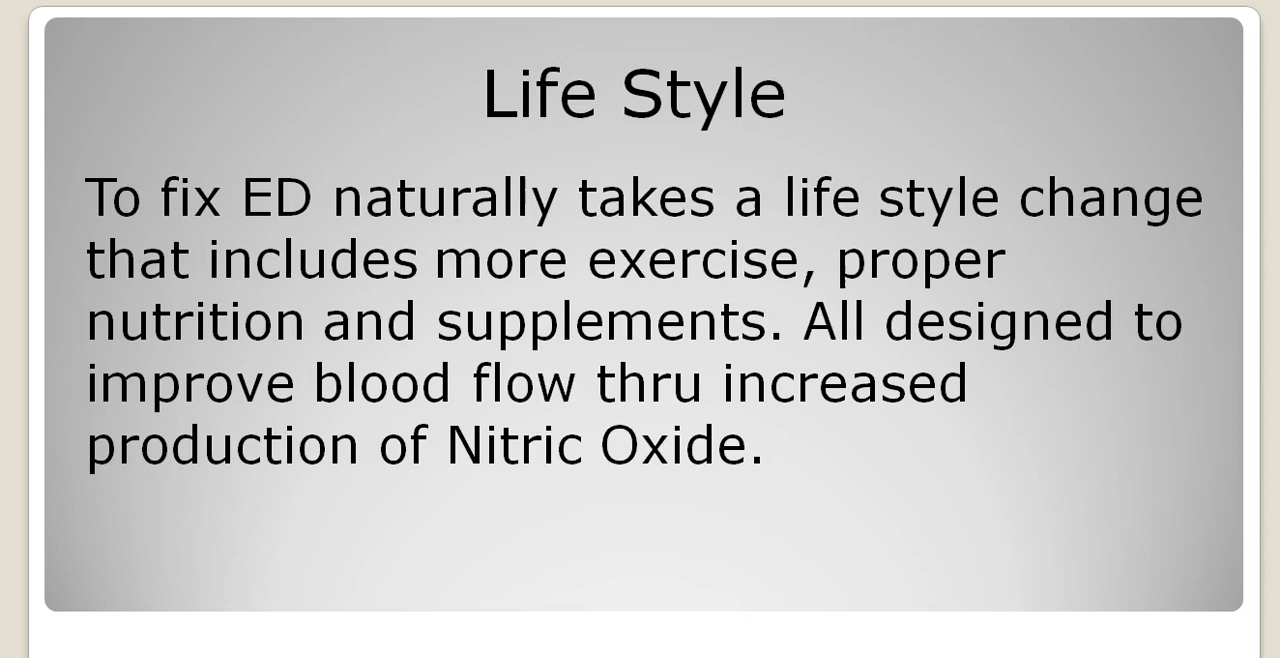 Life Style
To fix ED naturally takes a life style change
that includes more exercise, proper
nutrition and supplements. All designed to
improve blood flow thru increased
production of Nitric Oxide.